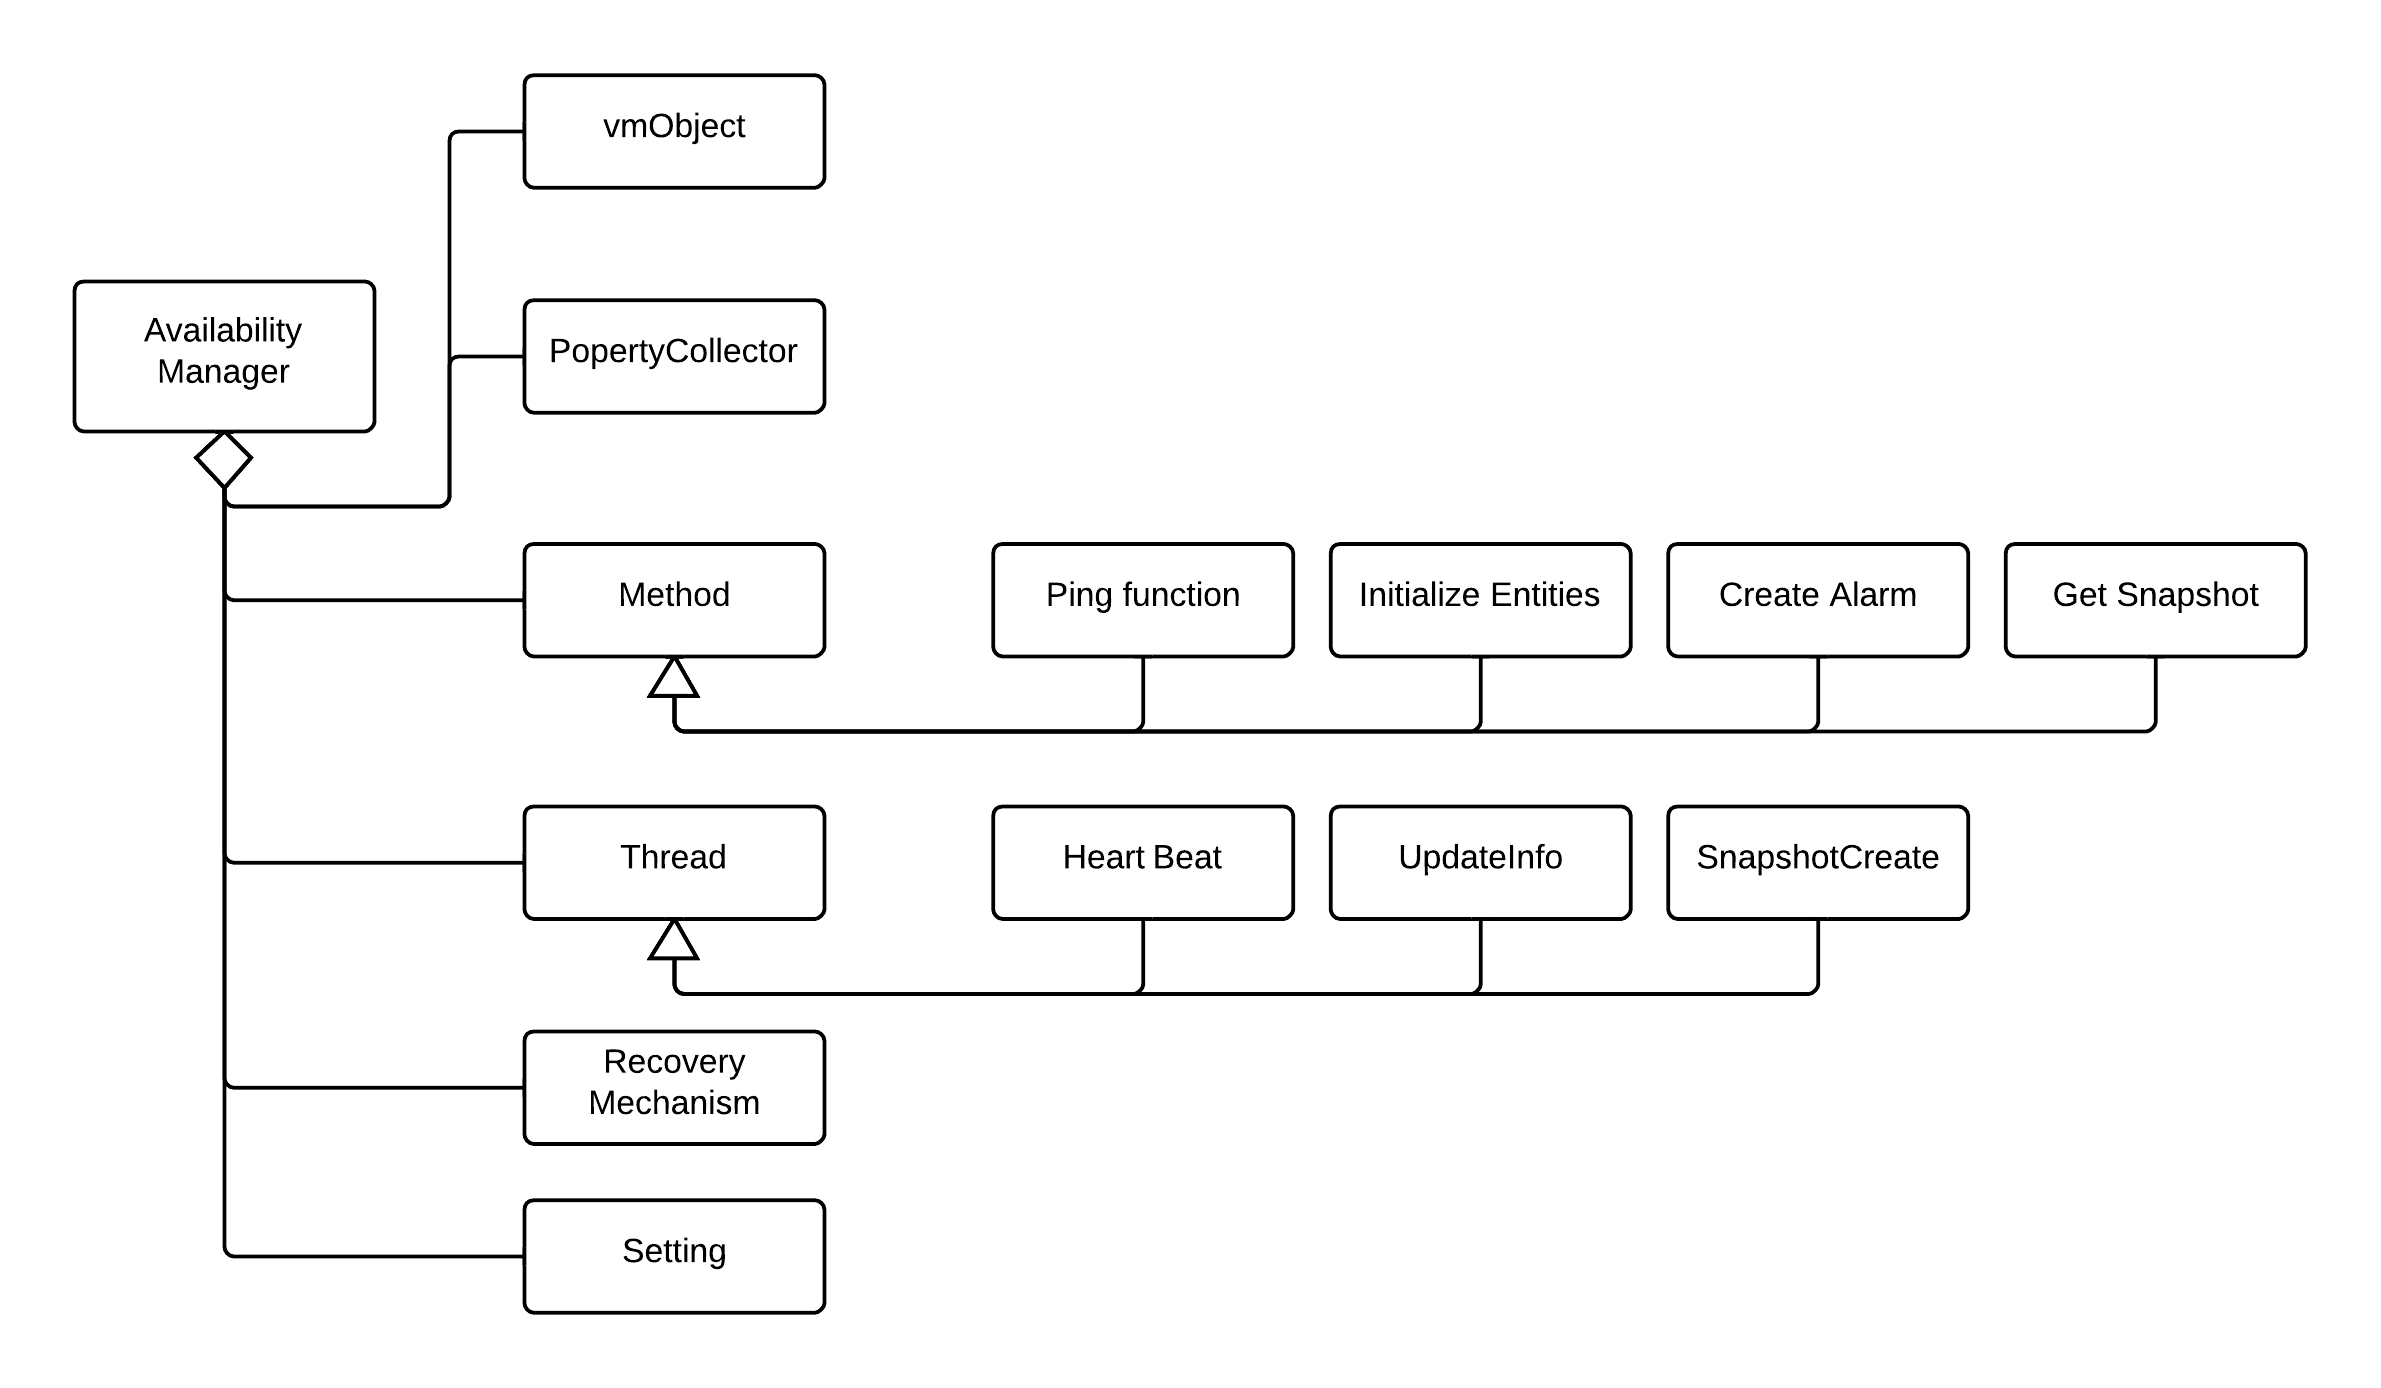 vmObject
Availability
Manager
PopertyCollector
Method
Ping function
Initialize Entities
Create Alarm
Get Snapshot
Thread
Heart Beat
UpdateInfo
SnapshotCreate
Recovery
Mechanism
Setting